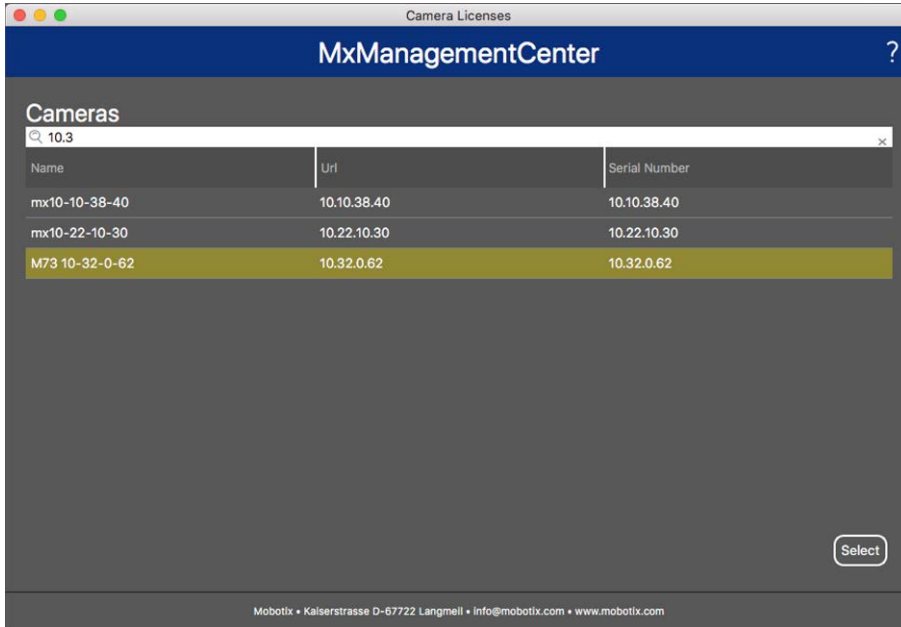 Camera Licenses
MxManagementCenter ?
Cameras
10.3 ×
Name Url Serial Number
mx10-10-38-40 10.10.38.40 10.10.38.40
mx10-22-10-30 10.22.10.30 10.22.10.30
M73 10-32-0-62 10.32.0.62 10.32.0.62
Select
Mobotix • Kaiserstrasse D-67722 Langmeil • info@mobotix.com • www.mobotix.com